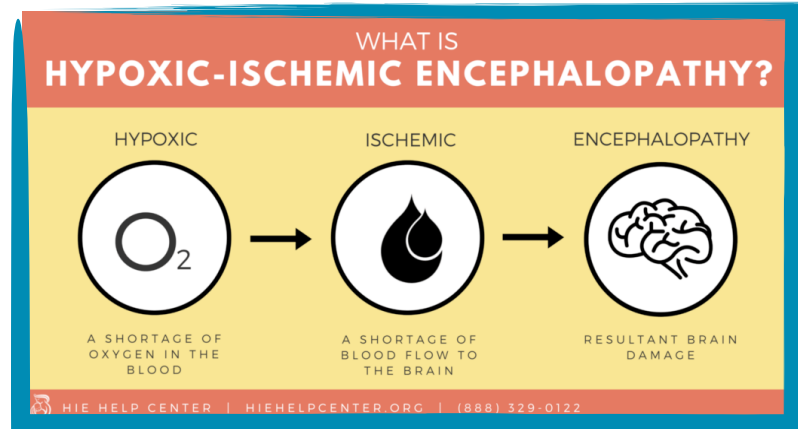 WHAT IS
HYPOXIC-ISCHEMIC ENCEPHALOPATHY?
HYPOXIC
O2
A SHORTAGE OF
OXYGEN IN THE
BLOOD
ISCHEMIC
A SHORTAGE OF
BLOOD FLOW TO
THE BRAIN
ENCEPHALOPATHY
RESULTANT BRAIN
DAMAGE
HIE HELP CENTER | HIEHELPCENTER.ORG | (888) 329-0122